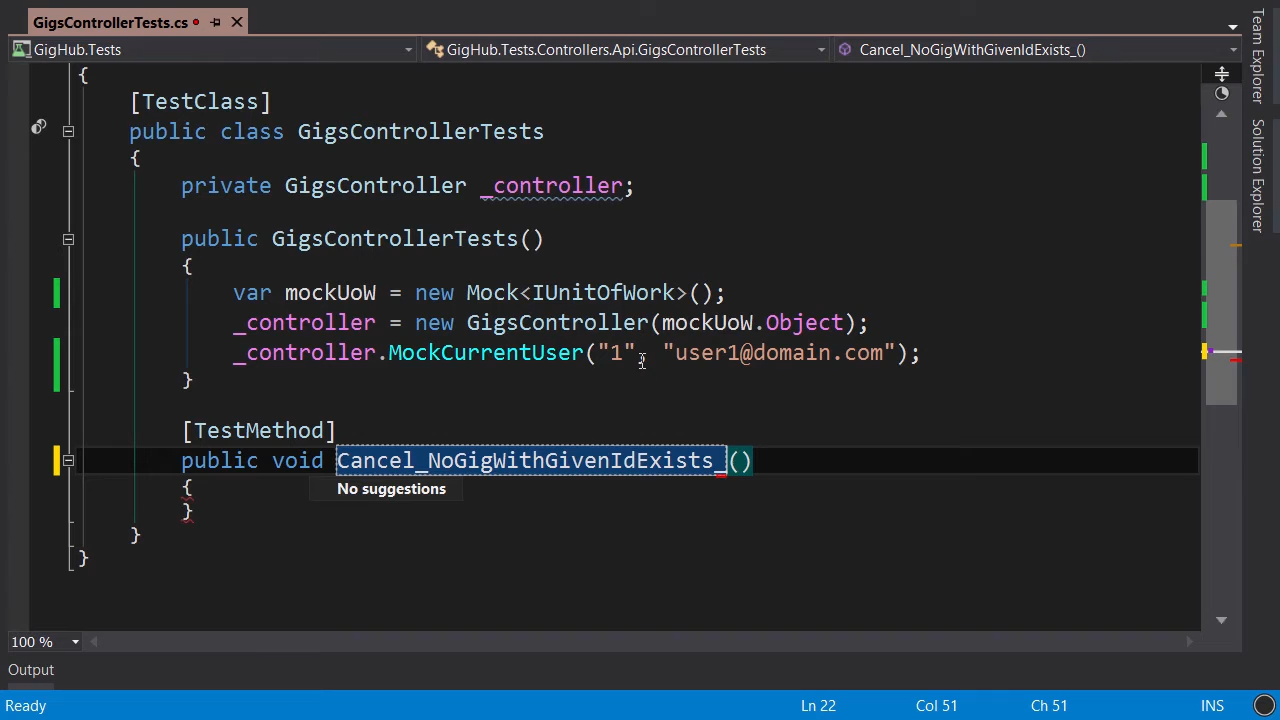 GigsControllerTests.cs
GigHub.Tests
GigHub.Tests.Controllers.Api.GigsControllerTests
Cancel_NoGigWithGivenIdExists_()
{
[TestClass]
public class GigsControllerTests
{
private GigsController _controller;
public GigsControllerTests()
{
var mockUoW = new Mock<IUnitOfWork>();
_controller = new GigsController(mockUoW.Object);
_controller.MockCurrentUser("1", "user1@domain.com");
}
[TestMethod]
public void Cancel_NoGigWithGivenIdExists_()
{
No suggestions
}
}
}
100 %
Output
Ready
Ln 22
Col 51
Ch 51
INS
Team Explorer
Solution Explorer